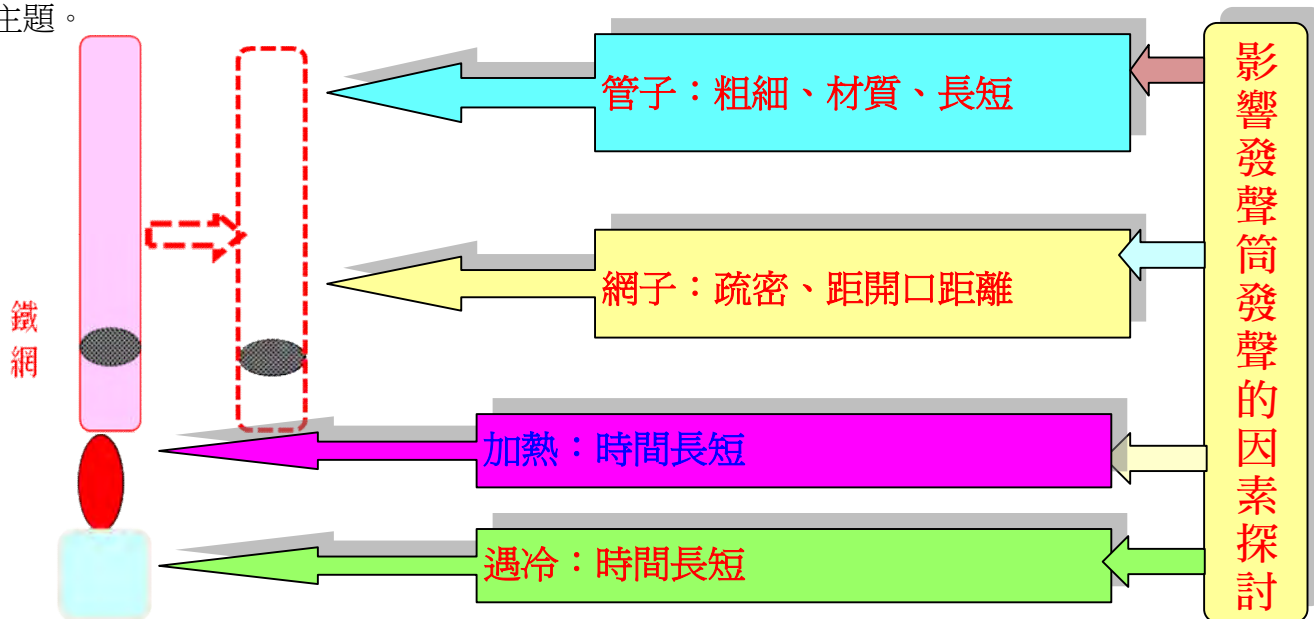 主題。
管子：粗細、材質、長短
網子：疏密、距開口距離
鐵網
加熱：時間長短
遇冷：時間長短
影響發聲筒發聲的因素探討